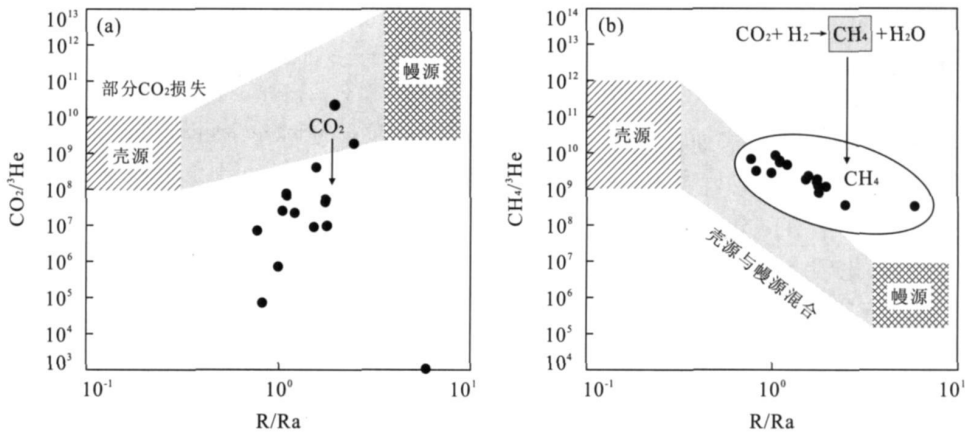 (a)
10¹³
10¹²
10¹¹
10¹⁰
10⁹
10⁸
10⁷
10⁶
10⁵
10⁴
10³
CO₂/³He
部分CO₂损失
壳源
幔源
CO₂
10⁻¹
10⁰
10¹
R/Ra
(b)
10¹⁴
10¹³
10¹²
10¹¹
10¹⁰
10⁹
10⁸
10⁷
10⁶
10⁵
10⁴
CH₄/³He
CO₂+H₂→CH₄+H₂O
壳源
CH₄
壳源与幔源混合
幔源
10⁻¹
10⁰
10¹
R/Ra